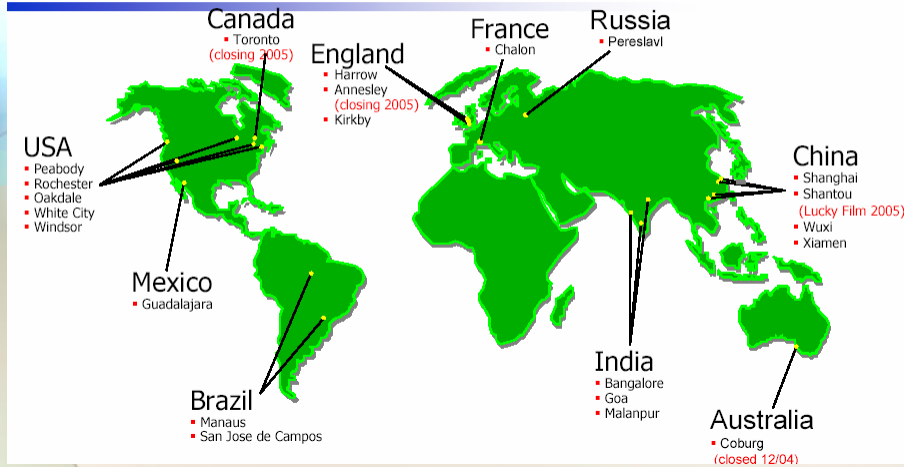 Canada
Toronto
(closing 2005)
England
Harrow
Annesley
(closing 2005)
Kirkby
France
Chalon
Russia
Pereslavl
USA
Peabody
Rochester
Oakdale
White City
Windsor
China
Shanghai
Shantou
(Lucky Film 2005)
Wuxi
Xiamen
Mexico
Guadalajara
Brazil
Manaus
San Jose de Campos
India
Bangalore
Goa
Malanpur
Australia
Coburg
(closed 12/04)